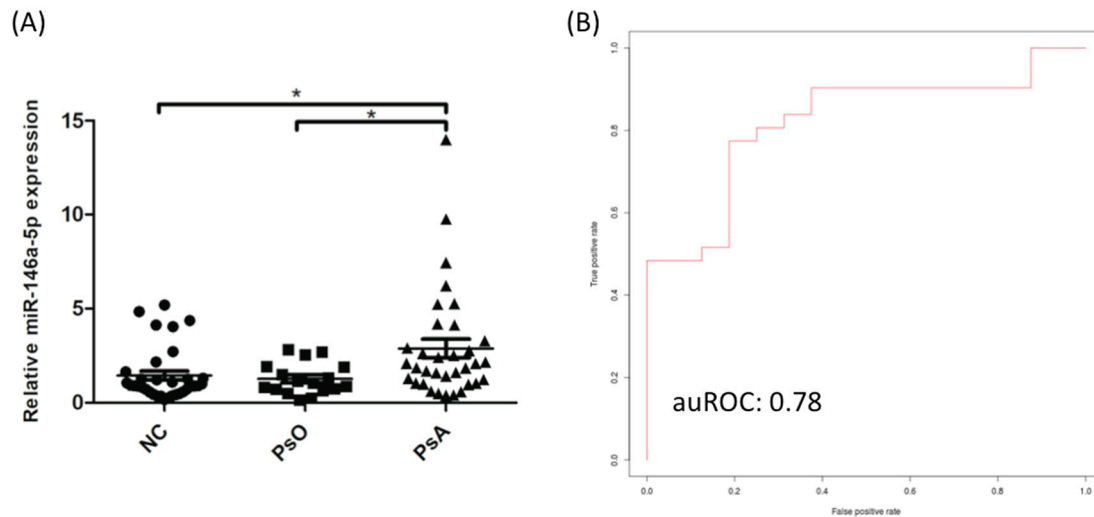 (A)
Relative miR-146a-5p expression
15
10
5
0
*
*
NC
PsO
PsA
(B)
True positive rate
1.0
0.8
0.6
0.4
0.2
0.0
auROC: 0.78
0.0 0.2 0.4 0.6 0.8 1.0
False positive rate